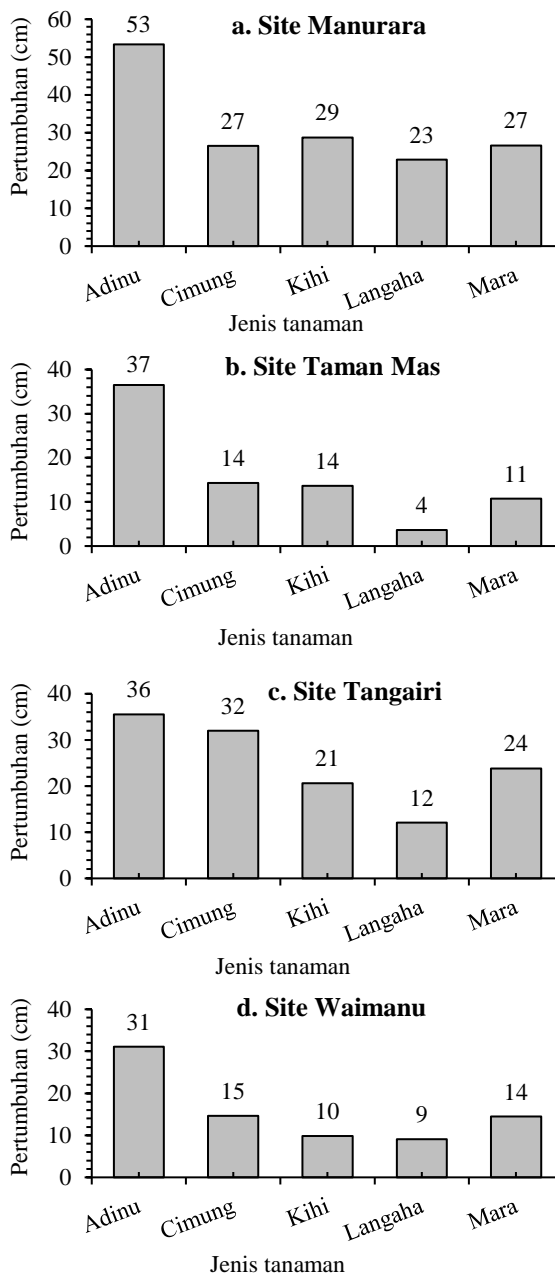 a. Site Manurara
Pertumbuhan (cm)
60
50
40
30
20
10
0
53
27
29
23
27
Adinu
Cimung
Kihi
Langaha
Mara
Jenis tanaman
b. Site Taman Mas
Pertumbuhan (cm)
40
30
20
10
0
37
14
14
4
11
Adinu
Cimung
Kihi
Langaha
Mara
Jenis tanaman
c. Site Tangairi
Pertumbuhan (cm)
40
30
20
10
0
36
32
21
12
24
Adinu
Cimung
Kihi
Langaha
Mara
Jenis tanaman
d. Site Waimanu
Pertumbuhan (cm)
40
30
20
10
0
31
15
10
9
14
Adinu
Cimung
Kihi
Langaha
Mara
Jenis tanaman